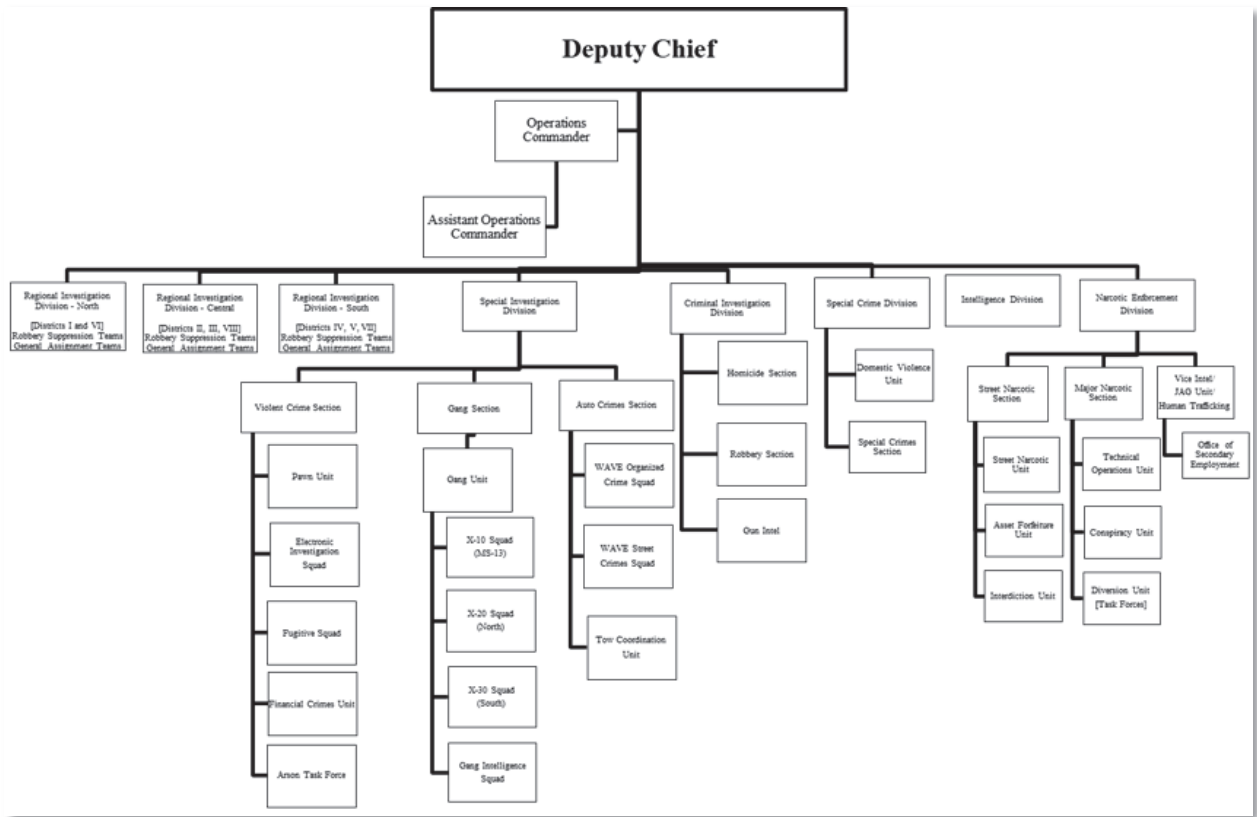 Deputy Chief
Operations
Commander
Assistant Operations
Commander
Regional Investigation
Division - North
[Districts I and VI]
Robbery Suppression Teams
General Assignment Teams
Regional Investigation
Division - Central
[Districts II, III, VIII]
Robbery Suppression Teams
General Assignment Teams
Regional Investigation
Division - South
[Districts IV, V, VII]
Robbery Suppression Teams
General Assignment Teams
Special Investigation
Division
Criminal Investigation
Division
Special Crime Division
Intelligence Division
Narcotic Enforcement
Division
Violent Crime Section
Pawn Unit
Electronic
Investigation
Squad
Fugitive Squad
Financial Crimes Unit
Arson Task Force
Gang Section
Gang Unit
X-10 Squad
(MS-13)
X-20 Squad
(North)
X-30 Squad
(South)
Gang Intelligence
Squad
Auto Crimes Section
WAVE Organized
Crime Squad
WAVE Street
Crimes Squad
Tow Coordination
Unit
Homicide Section
Robbery Section
Gun Intel
Domestic Violence
Unit
Special Crimes
Section
Street Narcotic
Section
Street Narcotic
Unit
Asset Forfeiture
Unit
Interdiction Unit
Major Narcotic
Section
Technical
Operations Unit
Conspiracy Unit
Diversion Unit
[Task Forces]
Vice Intel/
JAG Unit/
Human Trafficking
Office of
Secondary
Employment